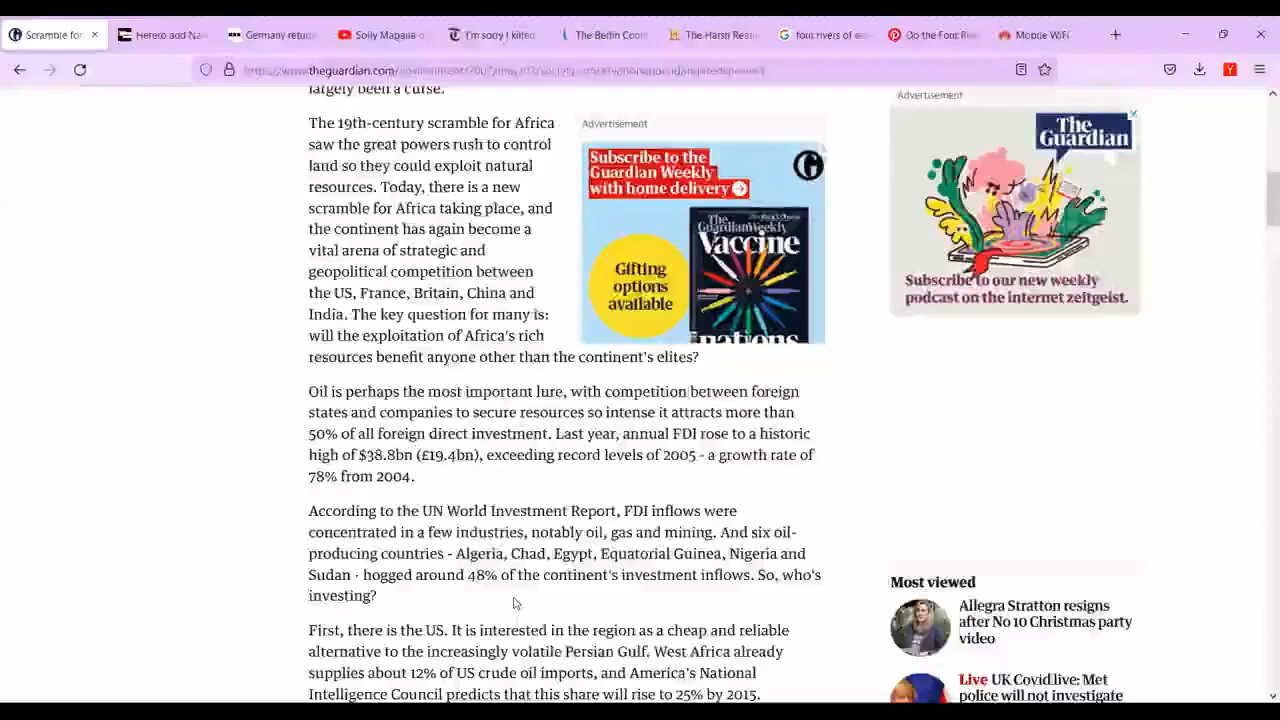 Scramble for
Herero and Na
Germany return
Solly Mapaila o
I'm sorry I killed
The Berlin Conf
The Harsh Rea
four rivers of e
Do the Four Riv
Mobile WiFi
theguardian.com
largely been a curse.
The 19th-century scramble for Africa
saw the great powers rush to control
land so they could exploit natural
resources. Today, there is a new
scramble for Africa taking place, and
the continent has again become a
vital arena of strategic and
geopolitical competition between
the US, France, Britain, China and
India. The key question for many is:
will the exploitation of Africa's rich
resources benefit anyone other than the continent's elites?
Advertisement
Subscribe to the
Guardian Weekly
with home delivery
Gifting
options
available
The Guardian Weekly
Vaccine
nations
Oil is perhaps the most important lure, with competition between foreign
states and companies to secure resources so intense it attracts more than
50% of all foreign direct investment. Last year, annual FDI rose to a historic
high of $38.8bn (£19.4bn), exceeding record levels of 2005 - a growth rate of
78% from 2004.
According to the UN World Investment Report, FDI inflows were
concentrated in a few industries, notably oil, gas and mining. And six oil-
producing countries - Algeria, Chad, Egypt, Equatorial Guinea, Nigeria and
Sudan - hogged around 48% of the continent's investment inflows. So, who's
investing?
First, there is the US. It is interested in the region as a cheap and reliable
alternative to the increasingly volatile Persian Gulf. West Africa already
supplies about 12% of US crude oil imports, and America's National
Intelligence Council predicts that this share will rise to 25% by 2015.
Advertisement
The
Guardian
Subscribe to our new weekly
podcast on the internet zeitgeist.
Most viewed
Allegra Stratton resigns
after No 10 Christmas party
video
Live UK Covid live: Met
police will not investigate